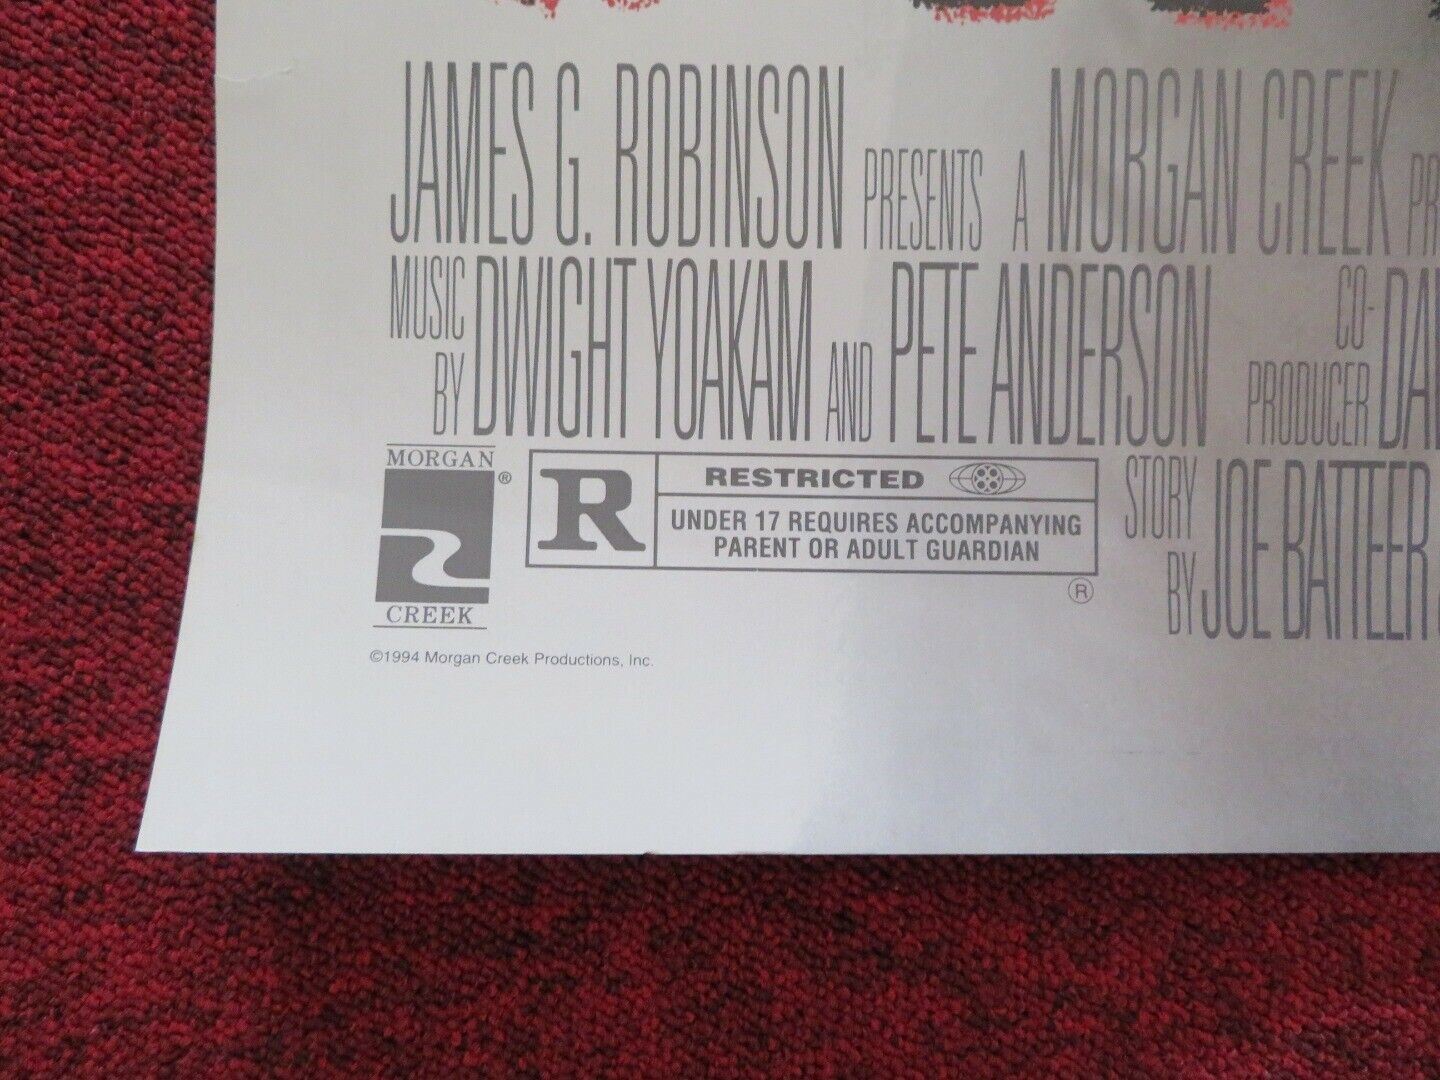 JAMES G. ROBINSON PRESENTS A MORGAN CREEK
MUSIC BY DWIGHT YOAKAM AND PETE ANDERSON CO-PRODUCER
STORY BY JOE BATTEER
MORGAN
®
CREEK
R
RESTRICTED
UNDER 17 REQUIRES ACCOMPANYING
PARENT OR ADULT GUARDIAN
®
©1994 Morgan Creek Productions, Inc.